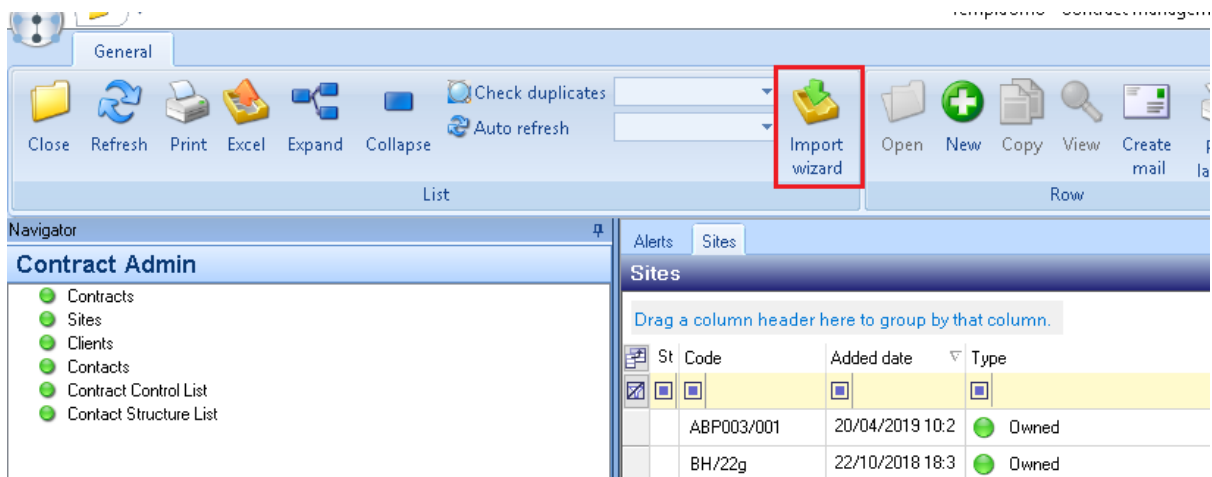 General
Close
Refresh
Print
Excel
Expand
Collapse
Check duplicates
Auto refresh
Import
wizard
Open
New
Copy
View
Create
mail
List
Row
Navigator
Contract Admin
Contracts
Sites
Clients
Contacts
Contract Control List
Contact Structure List
Alerts Sites
Sites
Drag a column header here to group by that column.
St Code Added date Type
ABP003/001 20/04/2019 10:2 Owned
BH/22g 22/10/2018 18:3 Owned